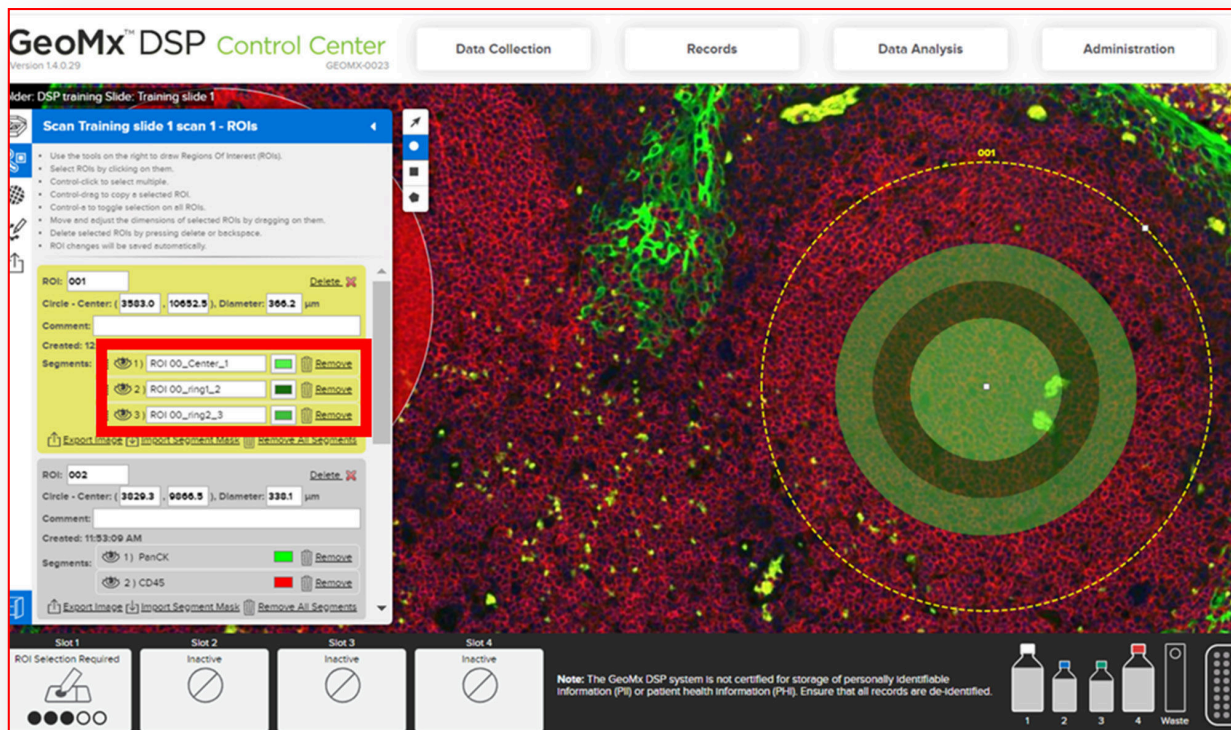 GeoMx™ DSP Control Center
Version 1.4.0.29 GEOMX-0023
Data Collection
Records
Data Analysis
Administration
older: DSP training Slide: Training slide 1
Scan Training slide 1 scan 1 - ROIs
• Use the tools on the right to draw Regions Of Interest (ROIs).
• Select ROIs by clicking on them.
• Control-click to select multiple.
• Control-drag to copy a selected ROI.
• Control-a to toggle selection on all ROIs.
• Move and adjust the dimensions of selected ROIs by dragging on them.
• Delete selected ROIs by pressing delete or backspace.
• ROI changes will be saved automatically.
ROI: 001 Delete
Circle - Center: ( 3583.0 , 10652.5 ), Diameter: 366.2 µm
Comment:
Created: 12
Segments: 1 ) ROI 00_Center_1 Remove
2 ) ROI 00_ring1_2 Remove
3 ) ROI 00_ring2_3 Remove
Export Image Import Segment Mask Remove All Segments
ROI: 002 Delete
Circle - Center: ( 3829.3 , 9866.5 ), Diameter: 338.1 µm
Comment:
Created: 11:53:09 AM
Segments: 1 ) PanCK Remove
2 ) CD45 Remove
Export Image Import Segment Mask Remove All Segments
001
Slot 1
ROI Selection Required
Slot 2
Inactive
Slot 3
Inactive
Slot 4
Inactive
Note: The GeoMx DSP system is not certified for storage of personally identifiable
information (PII) or patient health information (PHI). Ensure that all records are de-identified.
1 2 3 4 Waste